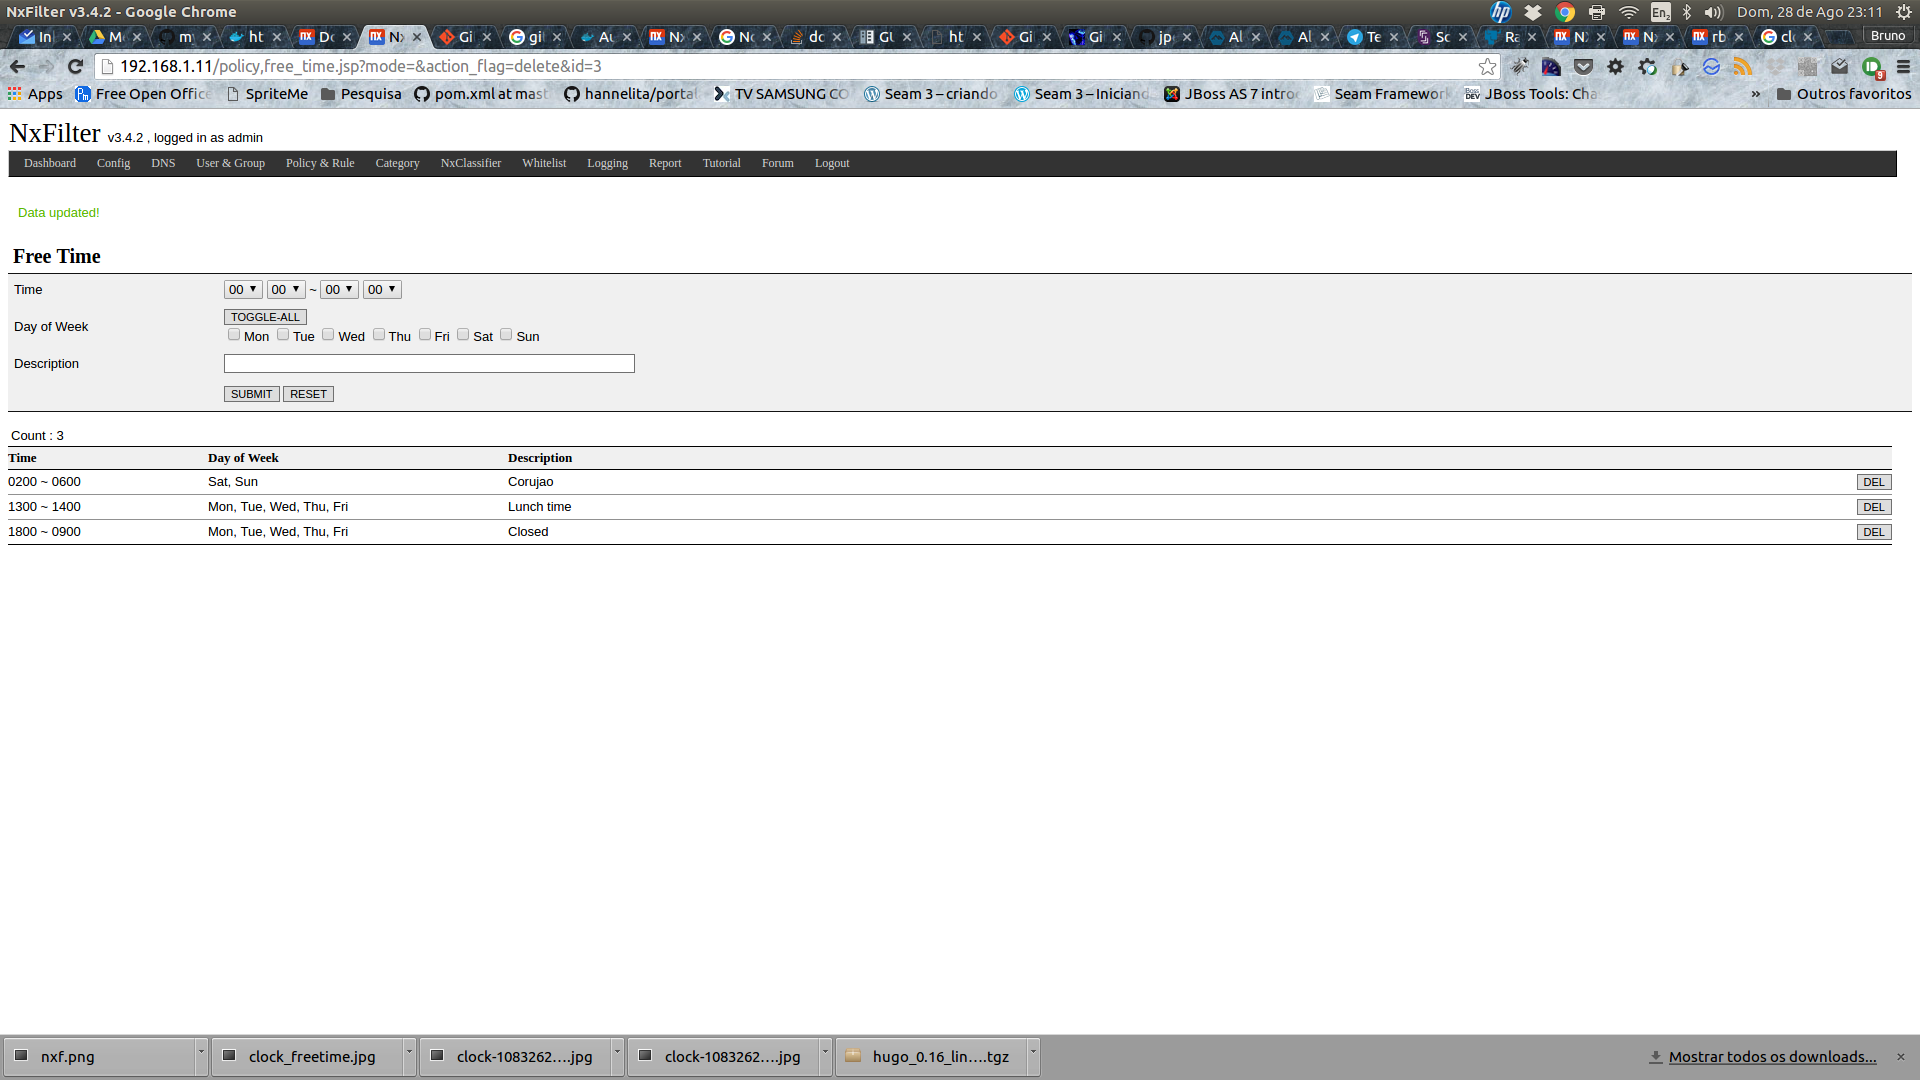 NxFilter v3.4.2 - Google Chrome
En2 Dom, 28 de Ago 23:11
Bruno
192.168.1.11/policy,free_time.jsp?mode=&action_flag=delete&id=3
9
Apps Free Open Office SpriteMe Pesquisa pom.xml at mast hannelita/portal TV SAMSUNG CO Seam 3 – criando Seam 3 – Iniciand JBoss AS 7 intro Seam Framework JBoss Tools: Cha » Outros favoritos
NxFilter v3.4.2 , logged in as admin
Dashboard Config DNS User & Group Policy & Rule Category NxClassifier Whitelist Logging Report Tutorial Forum Logout
Data updated!
Free Time
Time 00 00 ~ 00 00
TOGGLE-ALL
Day of Week
Mon Tue Wed Thu Fri Sat Sun
Description
SUBMIT RESET
Count : 3
Time Day of Week Description
0200 ~ 0600 Sat, Sun Corujao DEL
1300 ~ 1400 Mon, Tue, Wed, Thu, Fri Lunch time DEL
1800 ~ 0900 Mon, Tue, Wed, Thu, Fri Closed DEL
nxf.png clock_freetime.jpg clock-1083262....jpg clock-1083262....jpg hugo_0.16_lin....tgz Mostrar todos os downloads...